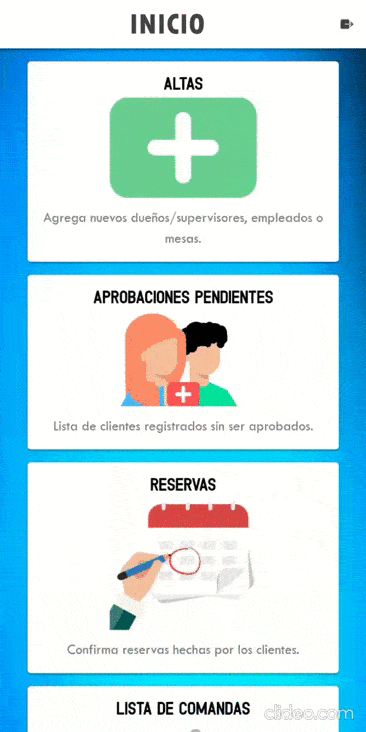 INICIO
ALTAS
Agrega nuevos dueños/supervisores, empleados o
mesas.
APROBACIONES PENDIENTES
Lista de clientes registrados sin ser aprobados.
RESERVAS
Confirma reservas hechas por los clientes.
LISTA DE COMANDAS
clideo.com